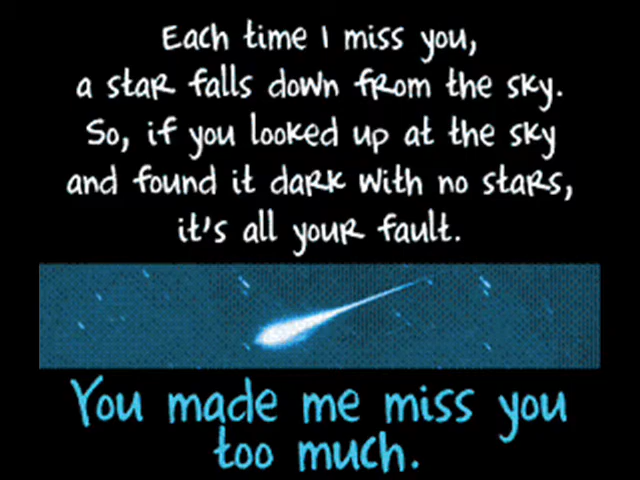 Each time I miss you,
a star falls down from the sky.
So, if you looked up at the sky
and found it dark with no stars,
it's all your fault.
You made me miss you
too much.